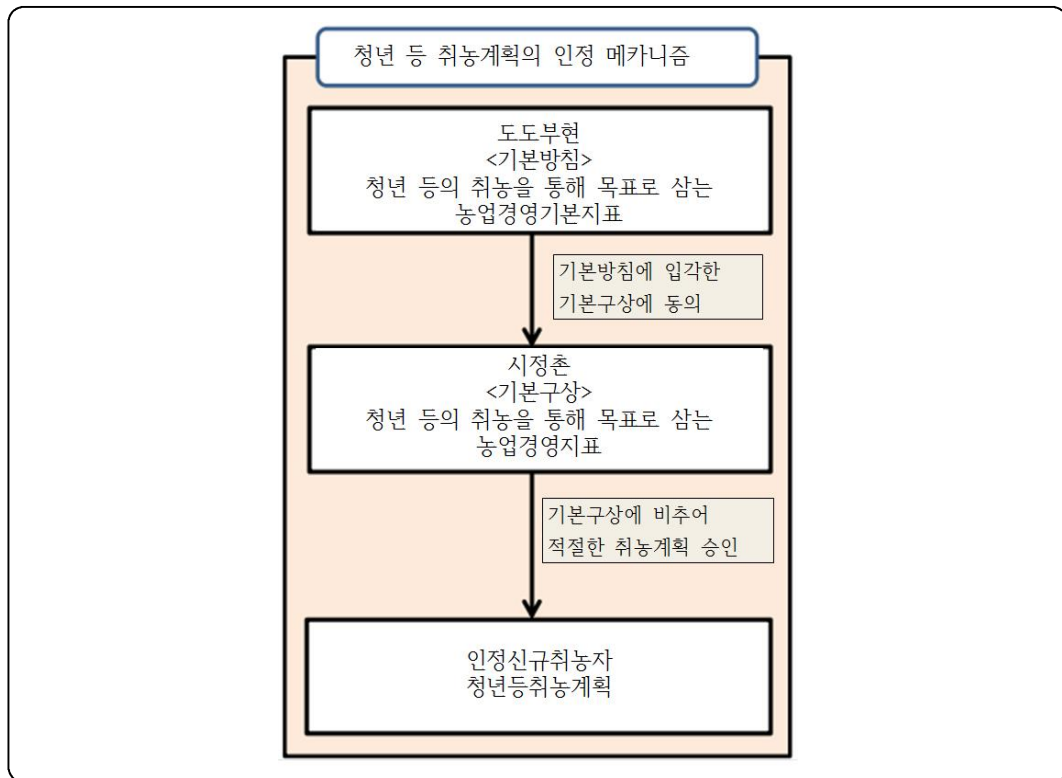 청년 등 취농계획의 인정 메카니즘
도도부현
<기본방침>
청년 등의 취농을 통해 목표로 삼는
농업경영기본지표
기본방침에 입각한
기본구상에 동의
시정촌
<기본구상>
청년 등의 취농을 통해 목표로 삼는
농업경영지표
기본구상에 비추어
적절한 취농계획 승인
인정신규취농자
청년등취농계획